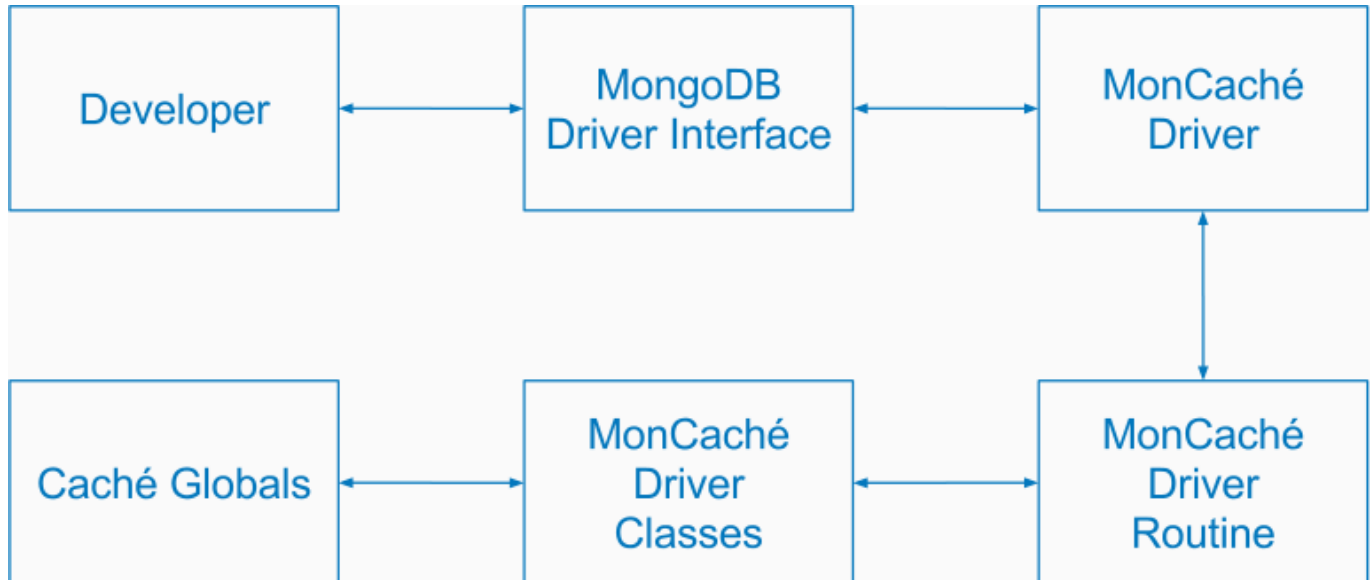 Developer
MongoDB
Driver Interface
MonCaché
Driver
Caché Globals
MonCaché
Driver
Classes
MonCaché
Driver
Routine